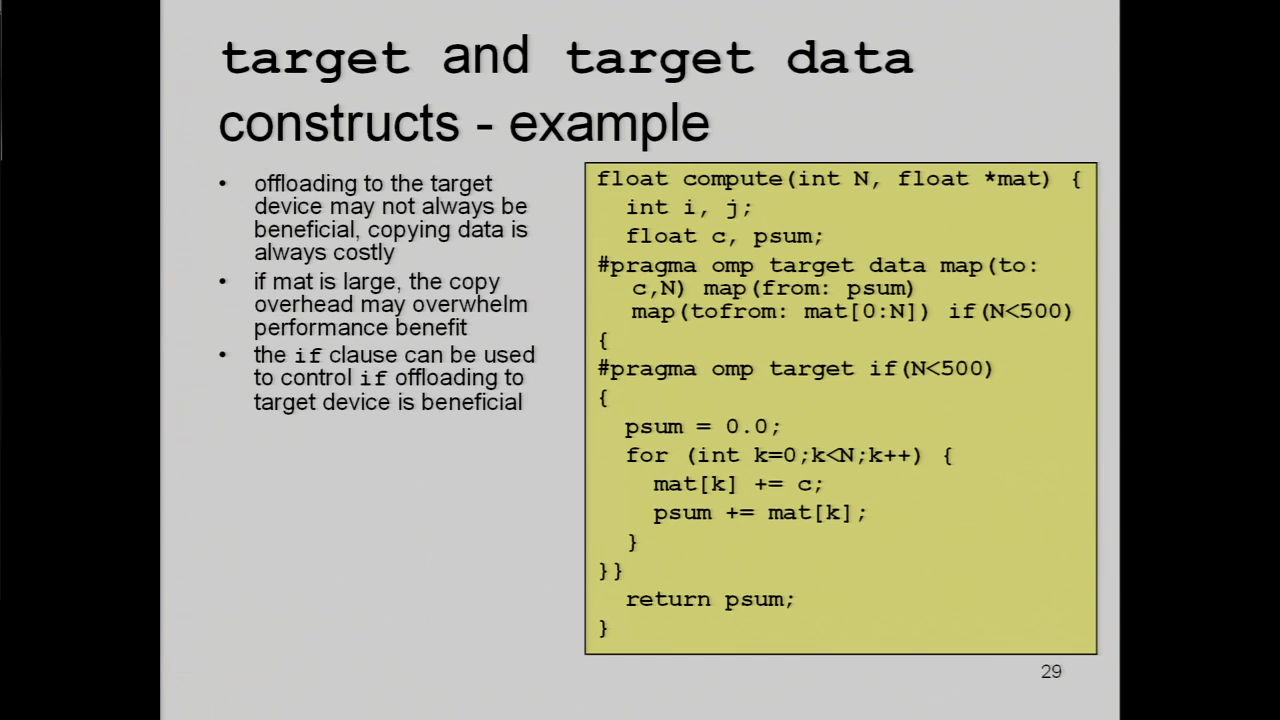 target and target data
constructs - example
• offloading to the target
device may not always be
beneficial, copying data is
always costly
• if mat is large, the copy
overhead may overwhelm
performance benefit
• the if clause can be used
to control if offloading to
target device is beneficial
float compute(int N, float *mat) {
int i, j;
float c, psum;
#pragma omp target data map(to:
c,N) map(from: psum)
map(tofrom: mat[0:N]) if(N<500)
{
#pragma omp target if(N<500)
{
psum = 0.0;
for (int k=0;k<N;k++) {
mat[k] += c;
psum += mat[k];
}
}}
return psum;
}
29